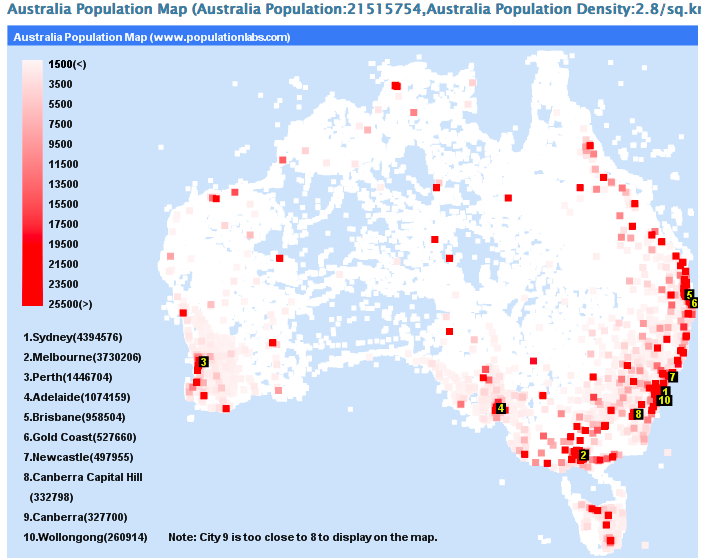 Australia Population Map (Australia Population:21515754,Australia Population Density:2.8/sq.kr
Australia Population Map (www.populationlabs.com)
1500(<)
3500
5500
7500
9500
11500
13500
15500
17500
19500
21500
23500
25500(>)
5
6
3
7
1
10
4
8
2
1.Sydney(4394576)
2.Melbourne(3730206)
3.Perth(1446704)
4.Adelaide(1074159)
5.Brisbane(958504)
6.Gold Coast(527660)
7.Newcastle(497955)
8.Canberra Capital Hill
(332798)
9.Canberra(327700)
10.Wollongong(260914)
Note: City 9 is too close to 8 to display on the map.